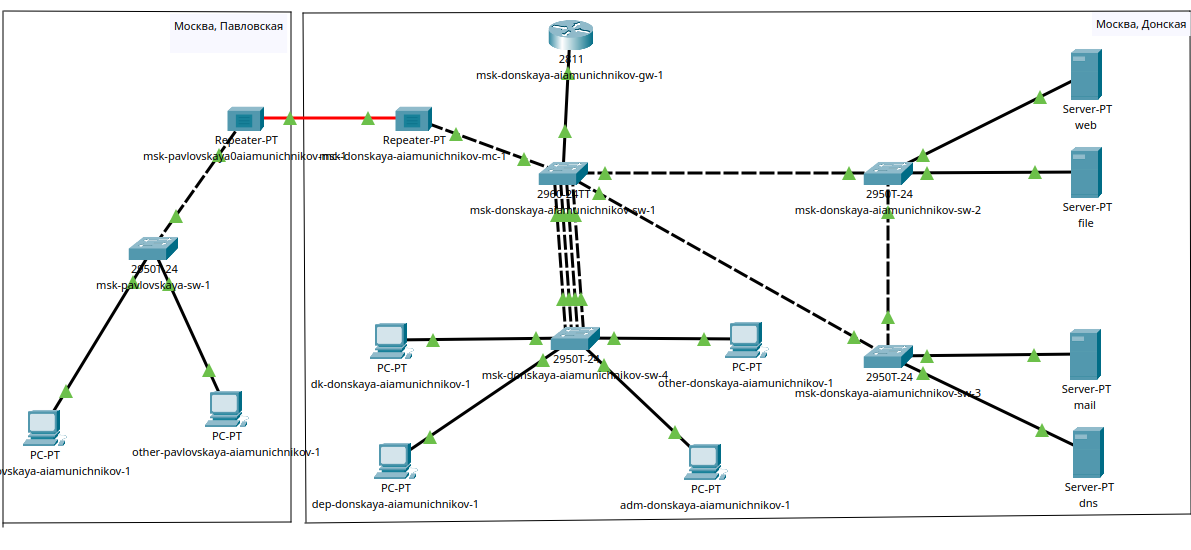 Москва, Павловская
Москва, Донская
2811
msk-donskaya-aiamunichnikov-gw-1
Repeater-PT
msk-pavlovskaya0aiamunichnikov-mc-1
Repeater-PT
msk-donskaya-aiamunichnikov-mc-1
2960-24TT
msk-donskaya-aiamunichnikov-sw-1
2950T-24
msk-donskaya-aiamunichnikov-sw-2
Server-PT
web
Server-PT
file
2950T-24
msk-pavlovskaya-sw-1
PC-PT
dk-donskaya-aiamunichnikov-1
2950T-24
msk-donskaya-aiamunichnikov-sw-4
PC-PT
other-donskaya-aiamunichnikov-1
2950T-24
msk-donskaya-aiamunichnikov-sw-3
Server-PT
mail
PC-PT
ovskaya-aiamunichnikov-1
PC-PT
other-pavlovskaya-aiamunichnikov-1
PC-PT
dep-donskaya-aiamunichnikov-1
PC-PT
adm-donskaya-aiamunichnikov-1
Server-PT
dns